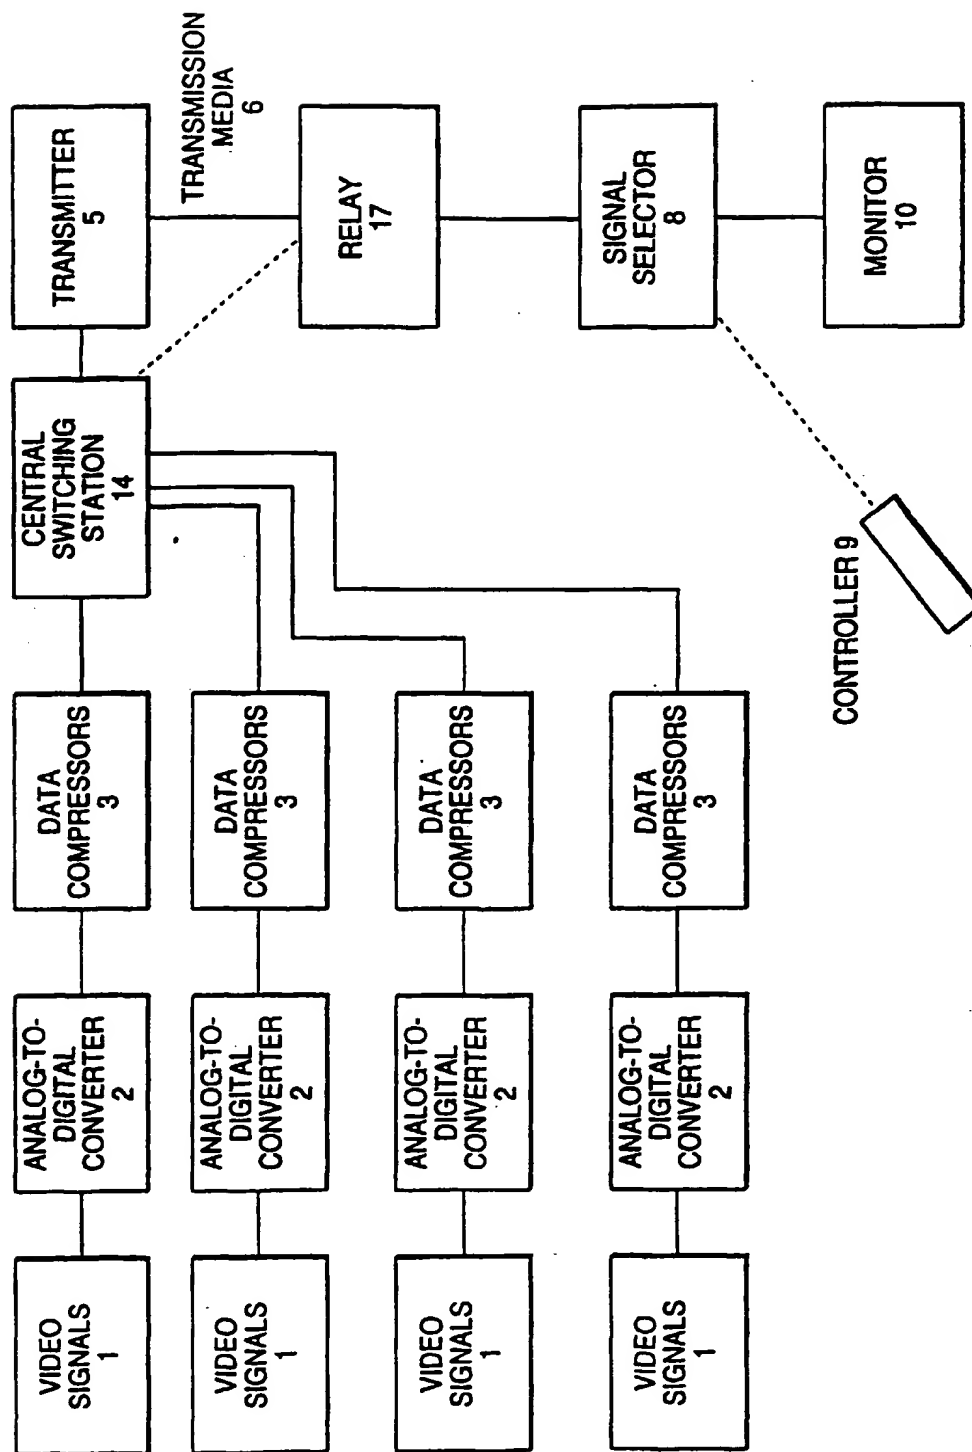 VIDEO
SIGNALS
1
ANALOG-TO-
DIGITAL
CONVERTER
2
DATA
COMPRESSORS
3
CENTRAL
SWITCHING
STATION
14
TRANSMITTER
5
VIDEO
SIGNALS
1
ANALOG-TO-
DIGITAL
CONVERTER
2
DATA
COMPRESSORS
3
TRANSMISSION
MEDIA
6
VIDEO
SIGNALS
1
ANALOG-TO-
DIGITAL
CONVERTER
2
DATA
COMPRESSORS
3
RELAY
17
VIDEO
SIGNALS
1
ANALOG-TO-
DIGITAL
CONVERTER
2
DATA
COMPRESSORS
3
SIGNAL
SELECTOR
8
CONTROLLER 9
MONITOR
10